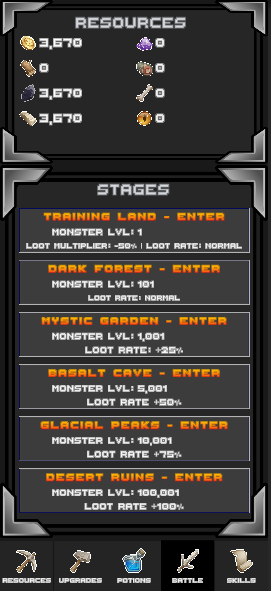 RESOURCES
3,670 0
0 0
3,670 0
3,670 0
STAGES
TRAINING LAND - ENTER
MONSTER LVL: 1
LOOT MULTIPLIER: -50% | LOOT RATE: NORMAL
DARK FOREST - ENTER
MONSTER LVL: 101
LOOT RATE: NORMAL
MYSTIC GARDEN - ENTER
MONSTER LVL: 1,001
LOOT RATE: +25%
BASALT CAVE - ENTER
MONSTER LVL: 5,001
LOOT RATE +50%
GLACIAL PEAKS - ENTER
MONSTER LVL: 10,001
LOOT RATE +75%
DESERT RUINS - ENTER
MONSTER LVL: 100,001
LOOT RATE +100%
RESOURCES UPGRADES POTIONS BATTLE SKILLS